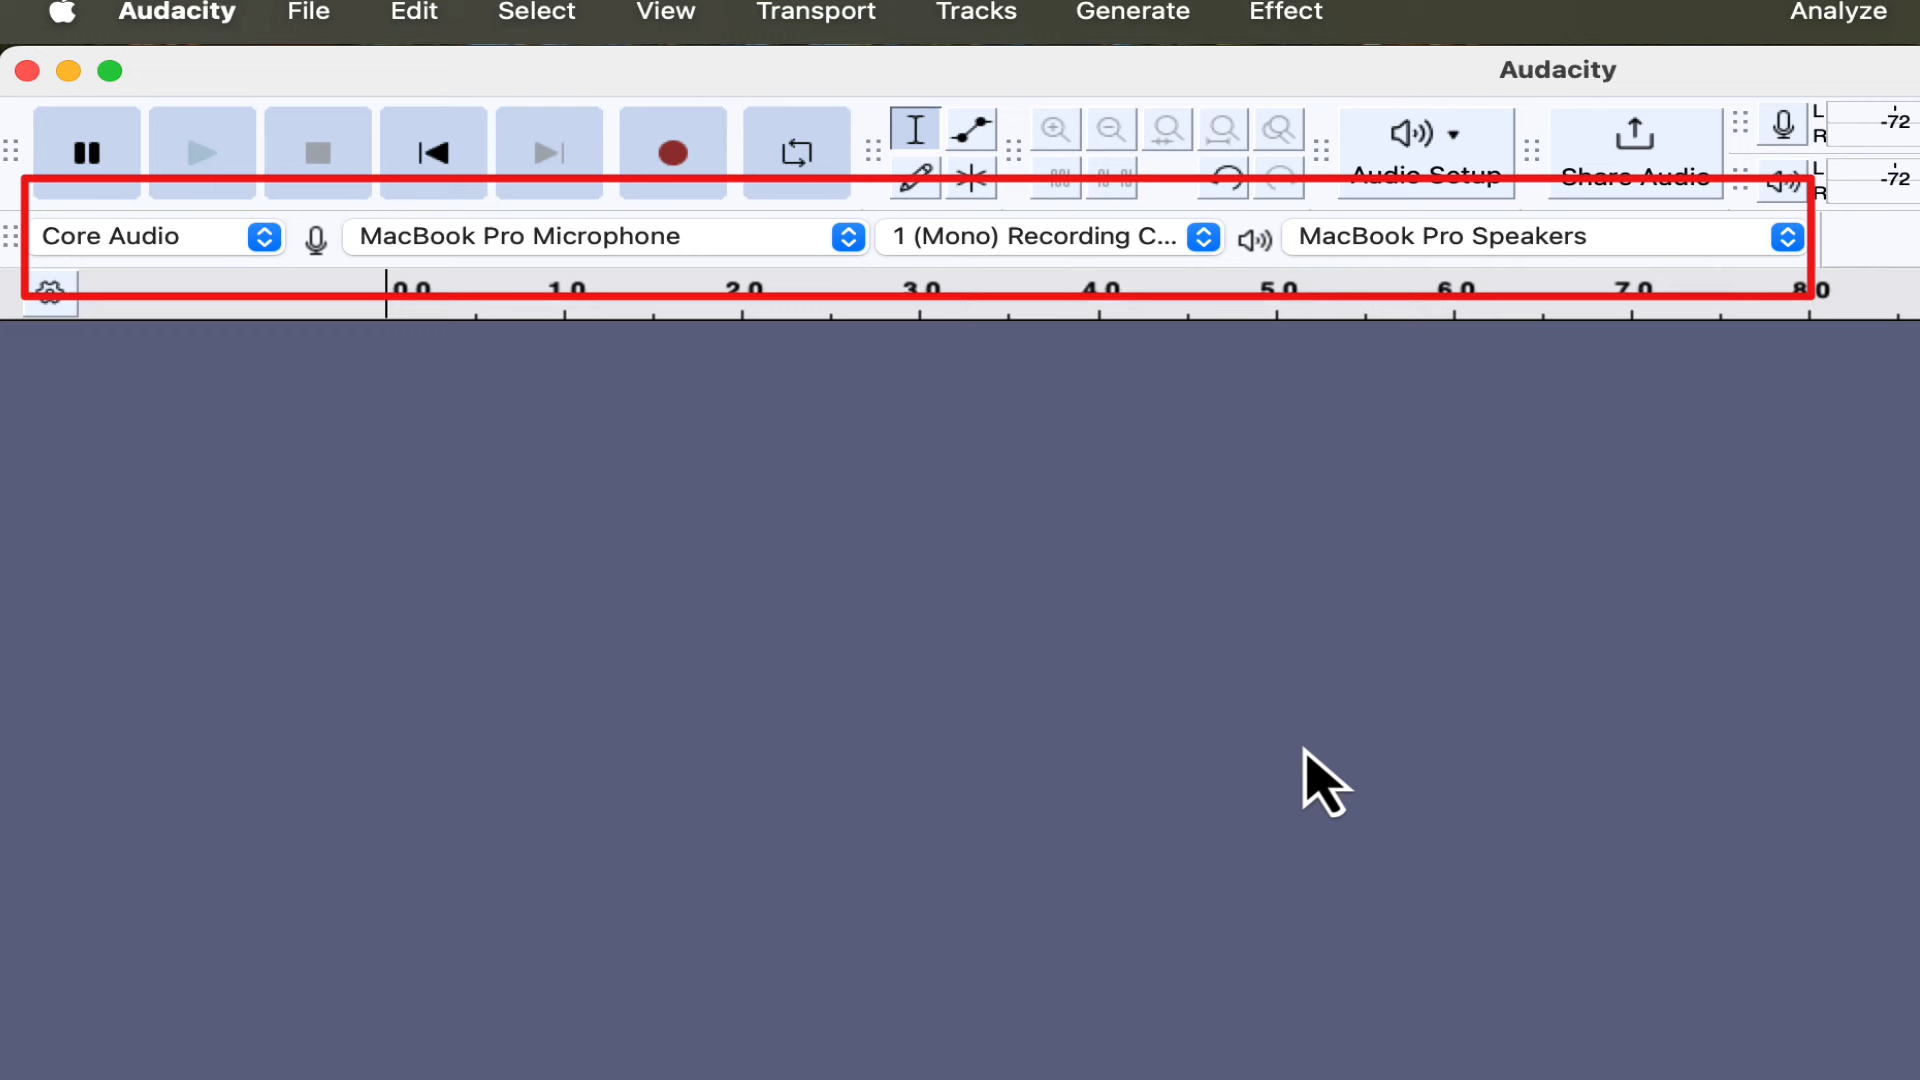 Audacity File Edit Select View Transport Tracks Generate Effect Analyze
Audacity
L -72
R
Audio Setup Share Audio
L -72
R
Core Audio MacBook Pro Microphone 1 (Mono) Recording C... MacBook Pro Speakers
0.0 1.0 2.0 3.0 4.0 5.0 6.0 7.0 8.0